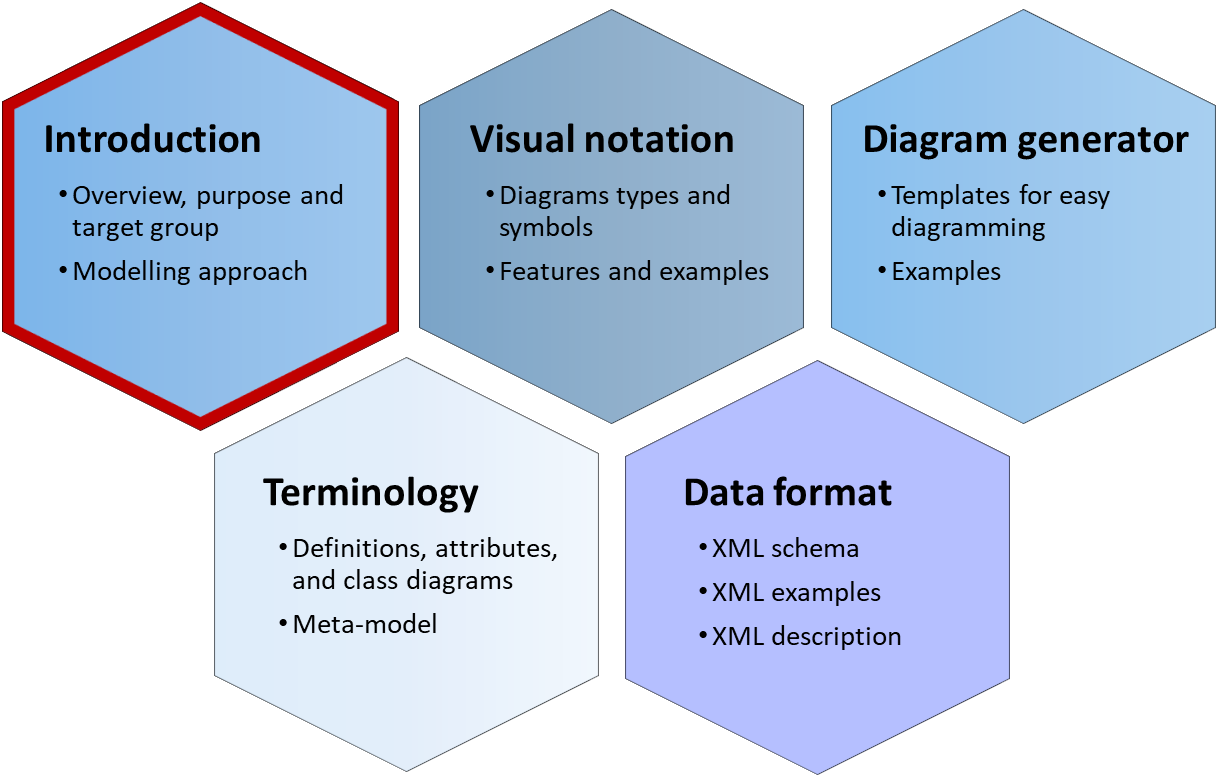 Introduction
• Overview, purpose and
target group
• Modelling approach
Visual notation
• Diagrams types and
symbols
• Features and examples
Diagram generator
• Templates for easy
diagramming
• Examples
Terminology
• Definitions, attributes,
and class diagrams
• Meta-model
Data format
• XML schema
• XML examples
• XML description